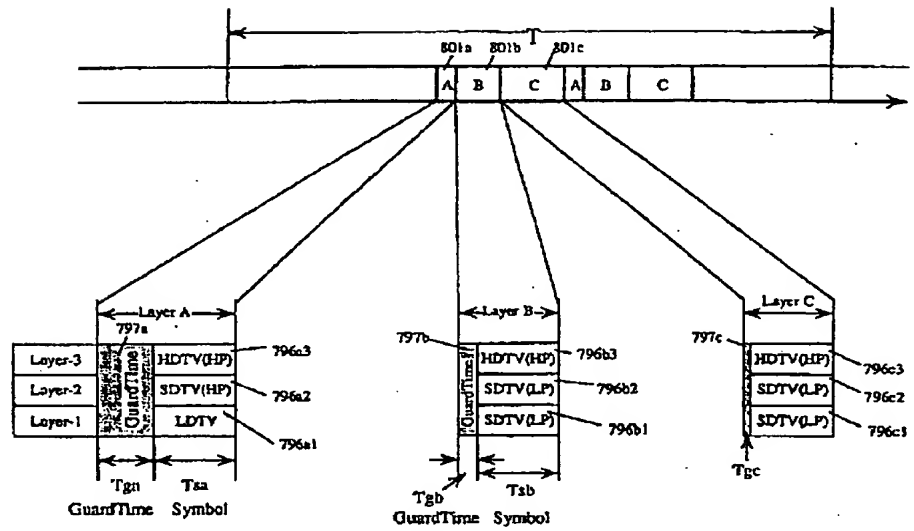 T
801a 801b 801c
A B C A B C
Layer A Layer B Layer C
797a 797b 797c
Layer-3 GuardTime HDTV(HP) 796a3 GuardTime HDTV(HP) 796b3 HDTV(HP) 796c3
Layer-2 SDTV(HP) 796a2 SDTV(LP) 796b2 SDTV(LP) 796c2
Layer-1 LDTV 796a1 SDTV(LP) 796b1 SDTV(LP) 796c1
Tga Tsa Tgb Tsb Tgc
GuardTime Symbol GuardTime Symbol